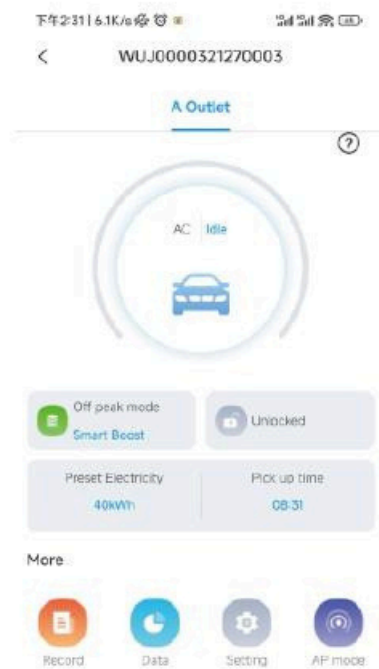 下午2:31 | 6.1K/s
WUJ0000321270003
A Outlet
AC Idle
Off peak mode
Smart Boost
Unlocked
Preset Electricity
Pick up time
40kWh
08:31
More
Record
Data
Setting
AP mode